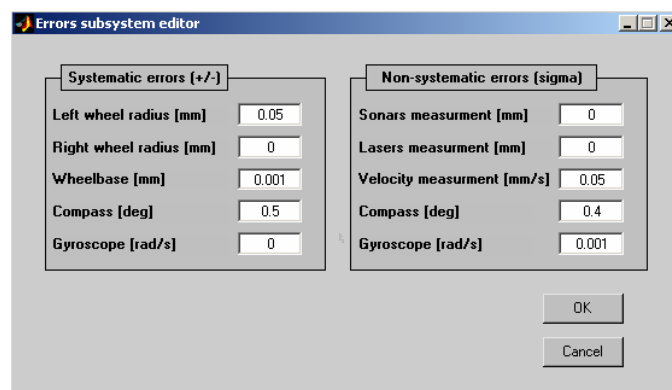 Errors subsystem editor
Systematic errors (+/-)
Left wheel radius [mm] 0.05
Right wheel radius [mm] 0
Wheelbase [mm] 0.001
Compass [deg] 0.5
Gyroscope [rad/s] 0
Non-systematic errors (sigma)
Sonars measurment [mm] 0
Lasers measurment [mm] 0
Velocity measurment [mm/s] 0.05
Compass [deg] 0.4
Gyroscope [rad/s] 0.001
OK
Cancel